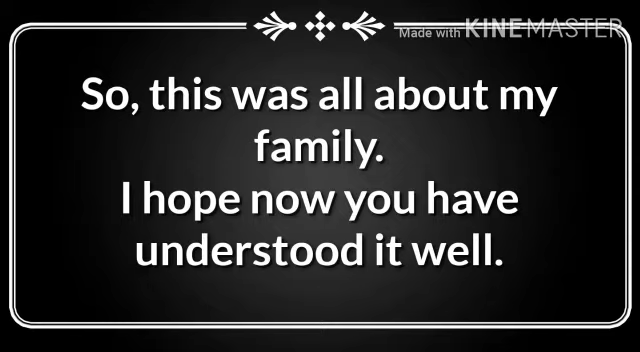 Made with KINEMASTER
So, this was all about my
family.
I hope now you have
understood it well.